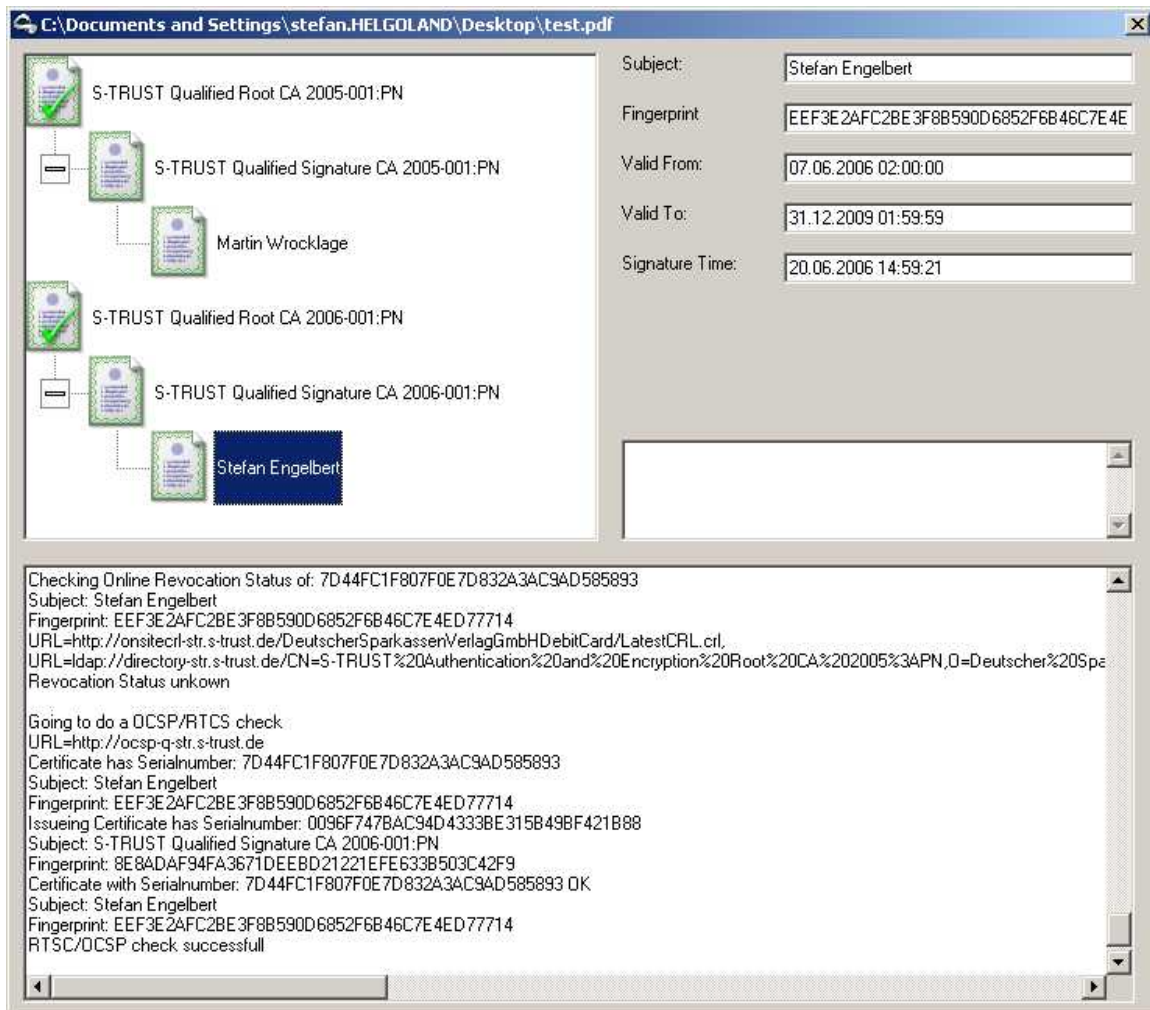 C:\Documents and Settings\stefan.HELGOLAND\Desktop\test.pdf
S-TRUST Qualified Root CA 2005-001:PN
S-TRUST Qualified Signature CA 2005-001:PN
Martin Wrocklage
S-TRUST Qualified Root CA 2006-001:PN
S-TRUST Qualified Signature CA 2006-001:PN
Stefan Engelbert
Subject: Stefan Engelbert
Fingerprint EEF3E2AFC2BE3F8B590D6852F6B46C7E4E
Valid From: 07.06.2006 02:00:00
Valid To: 31.12.2009 01:59:59
Signature Time: 20.06.2006 14:59:21
Checking Online Revocation Status of: 7D44FC1F807F0E7D832A3AC9AD585893
Subject: Stefan Engelbert
Fingerprint: EEF3E2AFC2BE3F8B590D6852F6B46C7E4ED77714
URL=http://onsitecrl-str.s-trust.de/DeutscherSparkassenVerlagGmbHDebitCard/LatestCRL.crl,
URL=ldap://directory-str.s-trust.de/CN=S-TRUST%20Authentication%20and%20Encryption%20Root%20CA%202005%3APN,O=Deutscher%20Spa
Revocation Status unkown
Going to do a OCSP/RTCS check
URL=http://ocsp-q-str.s-trust.de
Certificate has Serialnumber: 7D44FC1F807F0E7D832A3AC9AD585893
Subject: Stefan Engelbert
Fingerprint: EEF3E2AFC2BE3F8B590D6852F6B46C7E4ED77714
Issueing Certificate has Serialnumber: 0096F747BAC94D4333BE315B49BF421B88
Subject: S-TRUST Qualified Signature CA 2006-001:PN
Fingerprint: 8E8ADAF94FA3671DEEBD21221EFE633B503C42F9
Certificate with Serialnumber: 7D44FC1F807F0E7D832A3AC9AD585893 OK
Subject: Stefan Engelbert
Fingerprint: EEF3E2AFC2BE3F8B590D6852F6B46C7E4ED77714
RTSC/OCSP check successfull